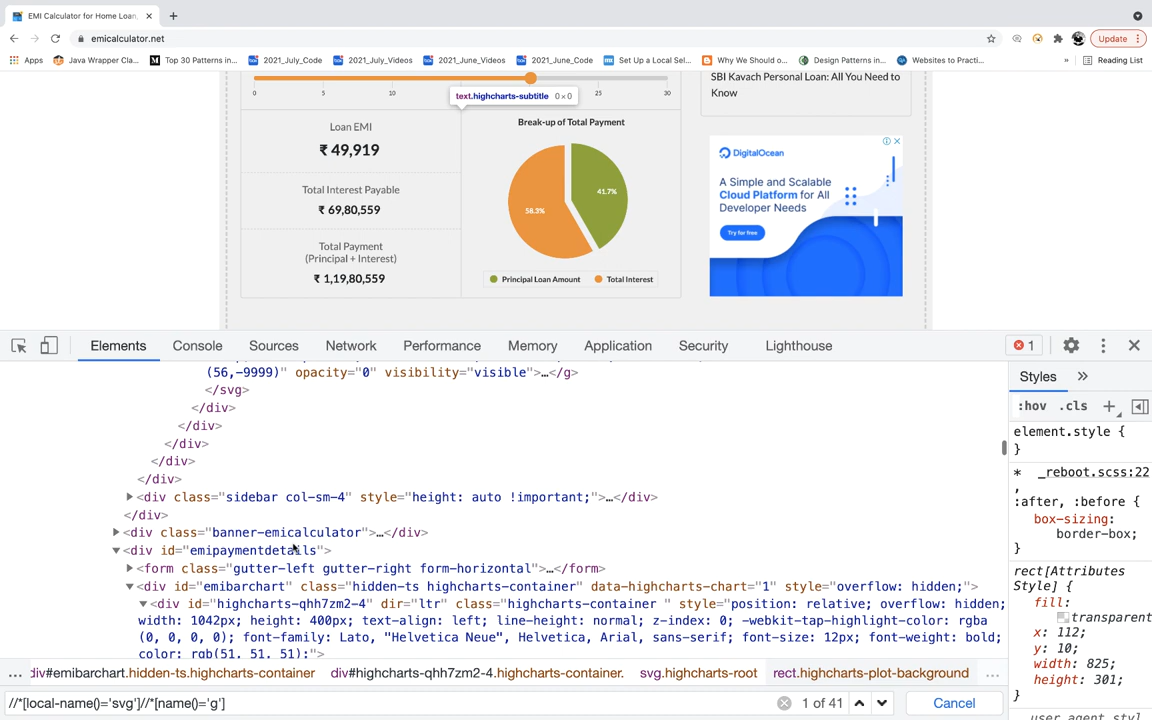 EMI Calculator for Home Loan,
emicalculator.net
Update
Apps
Java Wrapper Clas...
Top 30 Patterns in...
2021_July_Code
2021_July_Videos
2021_June_Videos
2021_June_Code
Set Up a Local Sel...
Why We Should o...
Design Patterns in...
Websites to Practi...
»
Reading List
0
5
10
25
30
text.highcharts-subtitle 0 × 0
SBI Kavach Personal Loan: All You Need to
Know
Loan EMI
₹ 49,919
Total Interest Payable
₹ 69,80,559
Total Payment
(Principal + Interest)
₹ 1,19,80,559
Break-up of Total Payment
41.7%
58.3%
Principal Loan Amount
Total Interest
DigitalOcean
A Simple and Scalable
Cloud Platform for All
Developer Needs
Try for free
Elements
Console
Sources
Network
Performance
Memory
Application
Security
Lighthouse
1
(56,-9999)" opacity="0" visibility="visible">…</g>
</svg>
</div>
</div>
</div>
</div>
</div>
<div class="sidebar col-sm-4" style="height: auto !important;">…</div>
</div>
<div class="banner-emicalculator">…</div>
<div id="emipaymentdetails">
<form class="gutter-left gutter-right form-horizontal">…</form>
<div id="emibarchart" class="hidden-ts highcharts-container" data-highcharts-chart="1" style="overflow: hidden;">
<div id="highcharts-qhh7zm2-4" dir="ltr" class="highcharts-container " style="position: relative; overflow: hidden;
width: 1042px; height: 400px; text-align: left; line-height: normal; z-index: 0; -webkit-tap-highlight-color: rgba
(0, 0, 0, 0); font-family: Lato, "Helvetica Neue", Helvetica, Arial, sans-serif; font-size: 12px; font-weight: bold;
color: rgb(51, 51, 51);">
Styles »
:hov .cls +
element.style {
}
* _reboot.scss:22
,
:after, :before {
box-sizing:
border-box;
}
rect[Attributes
Style] {
fill:
transparent
x: 112;
y: 10;
width: 825;
height: 301;
}
user agent styl
... div#emibarchart.hidden-ts.highcharts-container div#highcharts-qhh7zm2-4.highcharts-container. svg.highcharts-root rect.highcharts-plot-background ...
//*[local-name()='svg']//*[name()='g']
1 of 41
Cancel